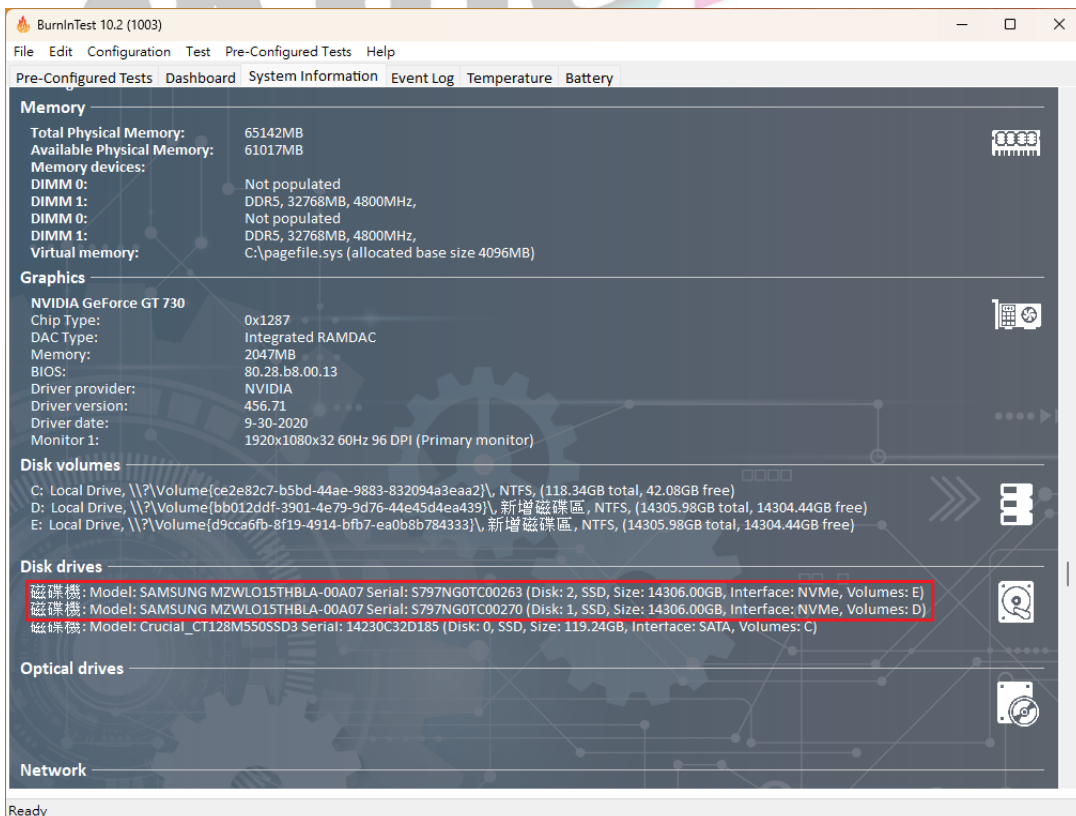 BurnInTest 10.2 (1003)
File Edit Configuration Test Pre-Configured Tests Help
Pre-Configured Tests Dashboard System Information Event Log Temperature Battery
Memory
Total Physical Memory: 65142MB
Available Physical Memory: 61017MB
Memory devices:
DIMM 0: Not populated
DIMM 1: DDR5, 32768MB, 4800MHz,
DIMM 0: Not populated
DIMM 1: DDR5, 32768MB, 4800MHz,
Virtual memory: C:\pagefile.sys (allocated base size 4096MB)
Graphics
NVIDIA GeForce GT 730
Chip Type: 0x1287
DAC Type: Integrated RAMDAC
Memory: 2047MB
BIOS: 80.28.b8.00.13
Driver provider: NVIDIA
Driver version: 456.71
Driver date: 9-30-2020
Monitor 1: 1920x1080x32 60Hz 96 DPI (Primary monitor)
Disk volumes
C: Local Drive, \\?\Volume{ce2e82c7-b5bd-44ae-9883-832094a3eaa2}\, NTFS, (118.34GB total, 42.08GB free)
D: Local Drive, \\?\Volume{bb012ddf-3901-4e79-9d76-44e45d4ea439}\, 新增磁碟區, NTFS, (14305.98GB total, 14304.44GB free)
E: Local Drive, \\?\Volume{d9cca6fb-8f19-4914-bfb7-ea0b8b784333}\, 新增磁碟區, NTFS, (14305.98GB total, 14304.44GB free)
Disk drives
磁碟機: Model: SAMSUNG MZWLO15THBLA-00A07 Serial: S797NG0TC00263 (Disk: 2, SSD, Size: 14306.00GB, Interface: NVMe, Volumes: E)
磁碟機: Model: SAMSUNG MZWLO15THBLA-00A07 Serial: S797NG0TC00270 (Disk: 1, SSD, Size: 14306.00GB, Interface: NVMe, Volumes: D)
磁碟機: Model: Crucial_CT128M550SSD3 Serial: 14230C32D185 (Disk: 0, SSD, Size: 119.24GB, Interface: SATA, Volumes: C)
Optical drives
Network
Ready